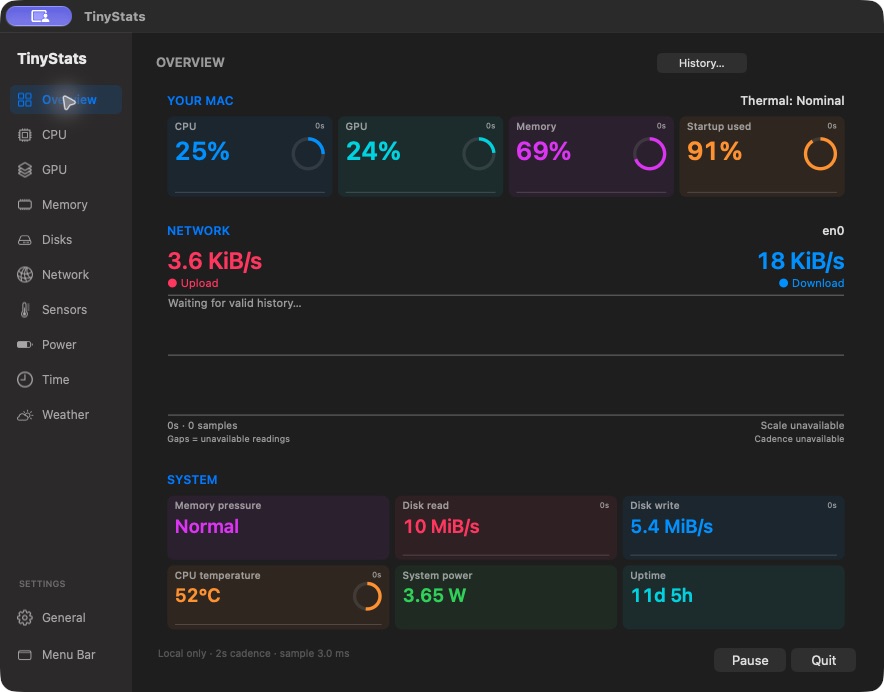 TinyStats
TinyStats
Overview
CPU
GPU
Memory
Disks
Network
Sensors
Power
Time
Weather
SETTINGS
General
Menu Bar
OVERVIEW
History...
YOUR MAC
Thermal: Nominal
CPU 0s
25%
GPU 0s
24%
Memory 0s
69%
Startup used 0s
91%
NETWORK
en0
3.6 KiB/s
18 KiB/s
Upload
Download
Waiting for valid history...
0s · 0 samples
Scale unavailable
Gaps = unavailable readings
Cadence unavailable
SYSTEM
Memory pressure
Normal
Disk read 0s
10 MiB/s
Disk write 0s
5.4 MiB/s
CPU temperature 0s
52°C
System power
3.65 W
Uptime
11d 5h
Local only · 2s cadence · sample 3.0 ms
Pause
Quit